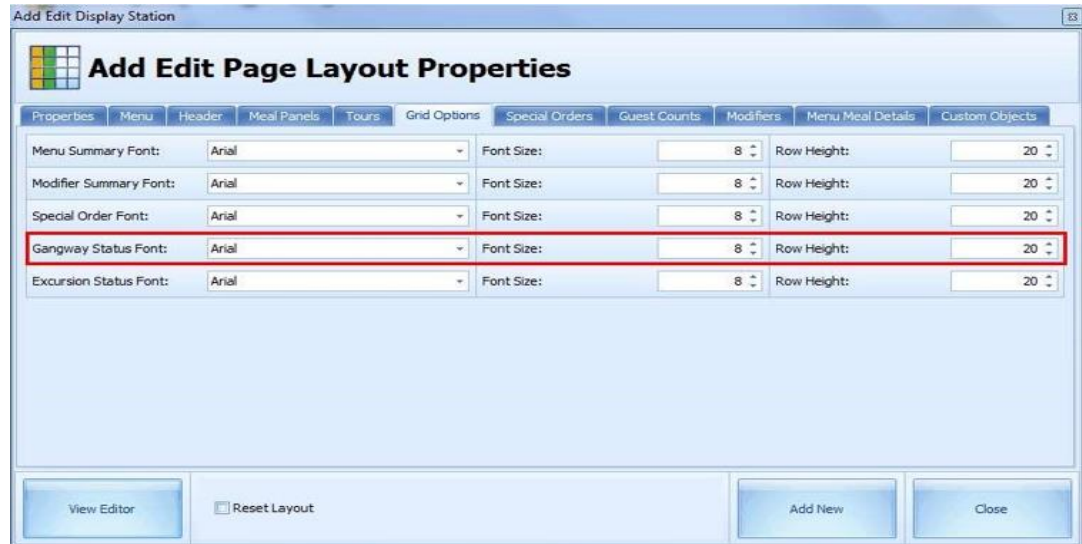 Add Edit Display Station
Add Edit Page Layout Properties
Properties Menu Header Meal Panels Tours Grid Options Special Orders Guest Counts Modifiers Menu Meal Details Custom Objects
Menu Summary Font: Arial Font Size: 8 Row Height: 20
Modifier Summary Font: Arial Font Size: 8 Row Height: 20
Special Order Font: Arial Font Size: 8 Row Height: 20
Gangway Status Font: Arial Font Size: 8 Row Height: 20
Excursion Status Font: Arial Font Size: 8 Row Height: 20
View Editor Reset Layout Add New Close